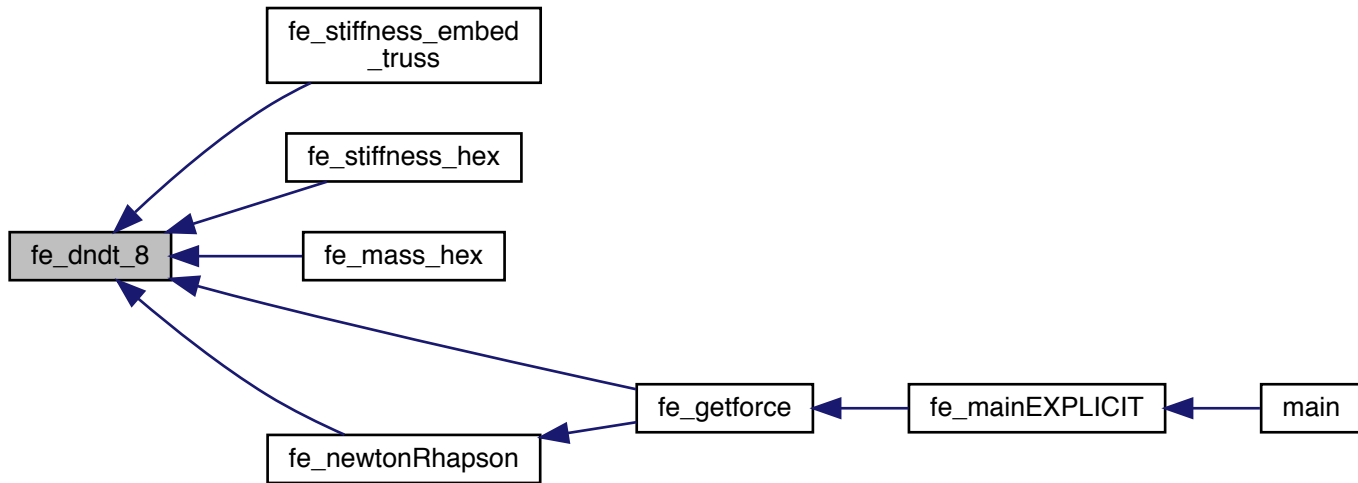 fe_stiffness_embed
_truss
fe_stiffness_hex
fe_dndt_8
fe_mass_hex
fe_getforce
fe_mainEXPLICIT
main
fe_newtonRhapson